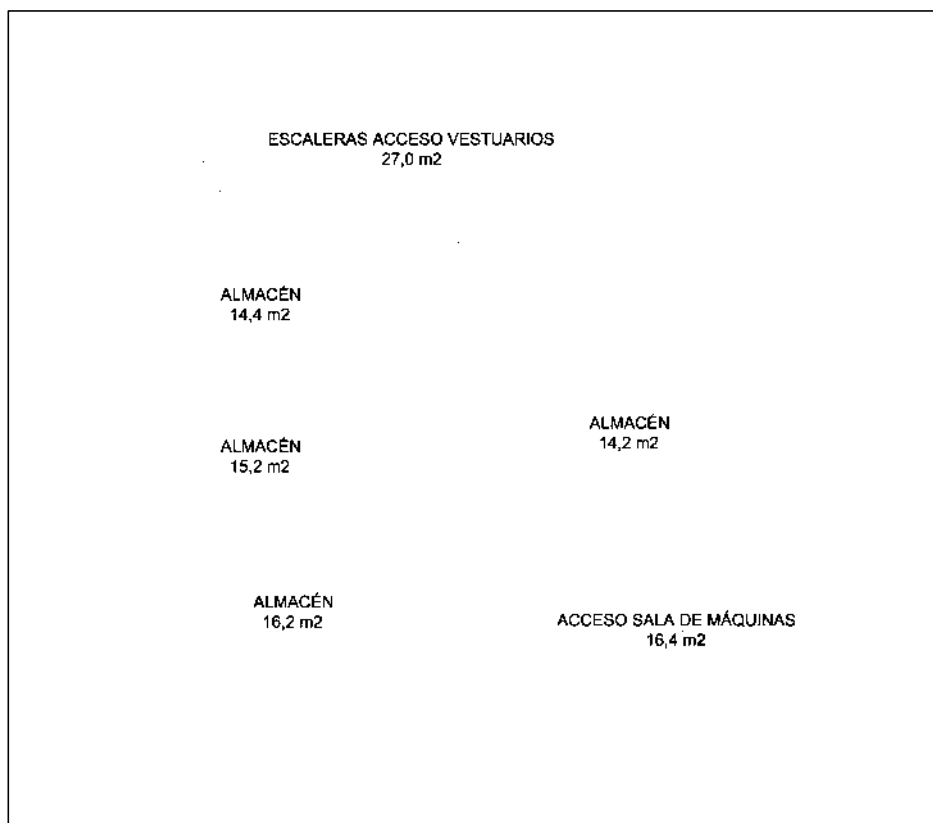 ESCALERAS ACCESO VESTUARIOS
27,0 m2
ALMACÉN
14,4 m2
ALMACÉN
14,2 m2
ALMACÉN
15,2 m2
ALMACÉN
16,2 m2
ACCESO SALA DE MÁQUINAS
16,4 m2